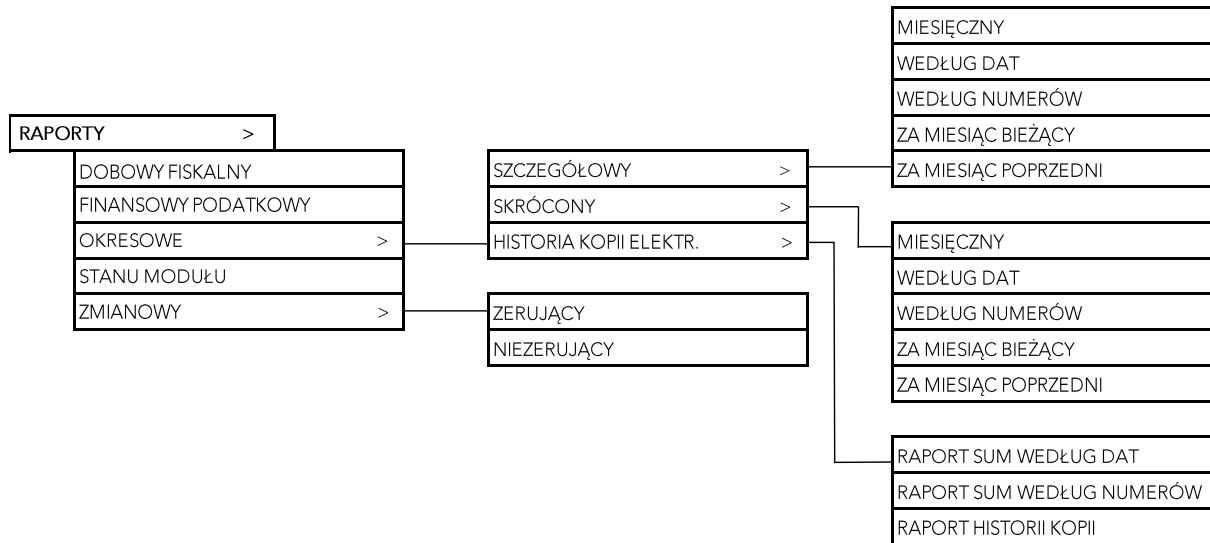 RAPORTY >
DOBOWY FISKALNY
FINANSOWY PODATKOWY
OKRESOWE >
STANU MODUŁU
ZMIANOWY >
SZCZEGÓŁOWY >
SKRÓCONY >
HISTORIA KOPII ELEKTR. >
ZERUJĄCY
NIEZERUJĄCY
MIESIĘCZNY
WEDŁUG DAT
WEDŁUG NUMERÓW
ZA MIESIĄC BIEŻĄCY
ZA MIESIĄC POPRZEDNI
MIESIĘCZNY
WEDŁUG DAT
WEDŁUG NUMERÓW
ZA MIESIĄC BIEŻĄCY
ZA MIESIĄC POPRZEDNI
RAPORT SUM WEDŁUG DAT
RAPORT SUM WEDŁUG NUMERÓW
RAPORT HISTORII KOPII